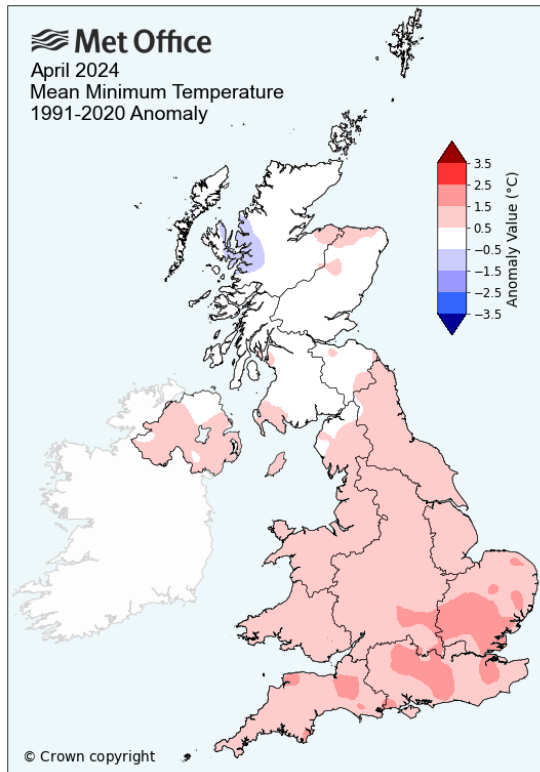 Met Office
April 2024
Mean Minimum Temperature
1991-2020 Anomaly
3.5
2.5
1.5
0.5
−0.5
−1.5
−2.5
−3.5
Anomaly Value (°C)
© Crown copyright